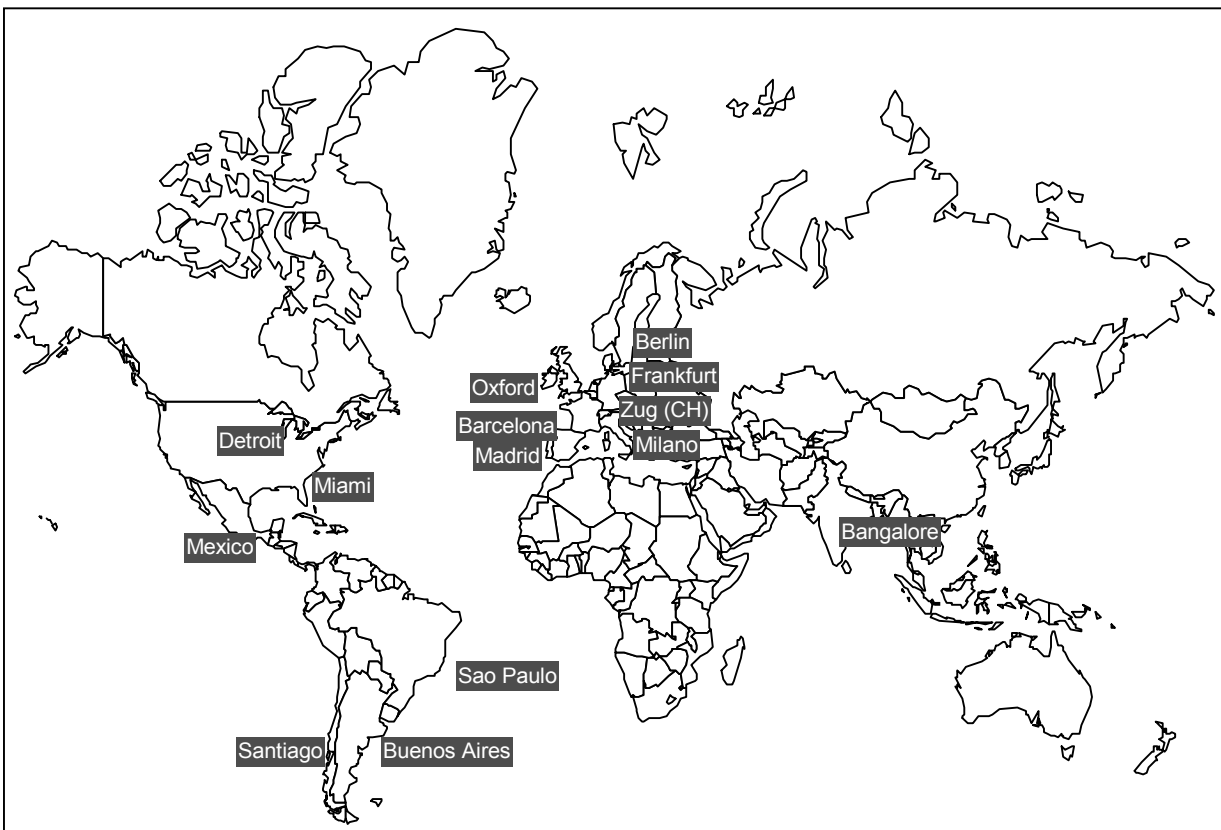 Berlin
Frankfurt
Oxford
Zug (CH)
Barcelona
Detroit
Milano
Madrid
Miami
Bangalore
Mexico
Sao Paulo
Santiago
Buenos Aires